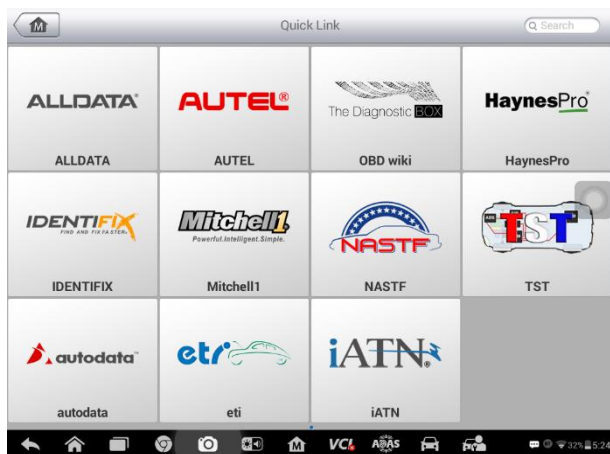 M
Quick Link
Search
ALLDATA
AUTEL®
The Diagnostic BOX
HaynesPro
ALLDATA
AUTEL
OBD wiki
HaynesPro
IDENTIFIX
FIND AND FIX FASTER.
Mitchell1
Powerful.Intelligent.Simple.
NASTF
TST
IDENTIFIX
Mitchell1
NASTF
TST
autodata
eti
iATN®
autodata
eti
iATN
M
VCI
32% 5:24